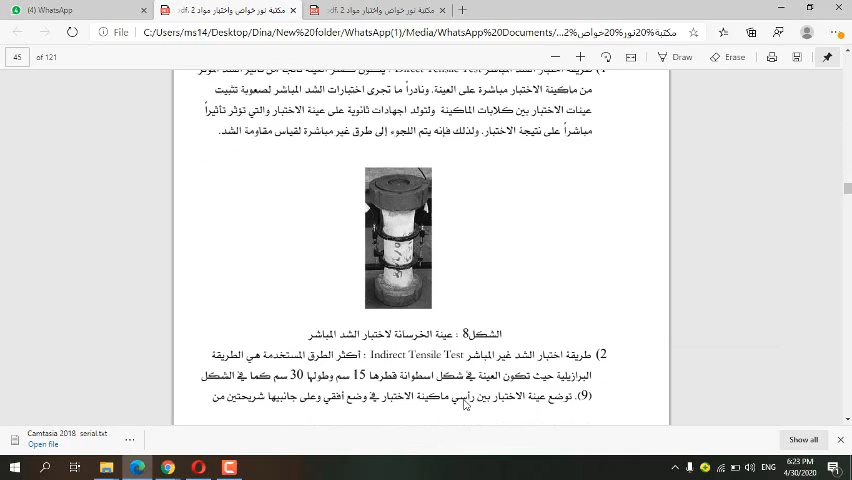 (4) WhatsApp
مكتبة نور خواص واختبار مواد 2 .pdf
مكتبة نور خواص واختبار مواد 2 .pdf
File
C:/Users/ms14/Desktop/Dina/New%20folder/WhatsApp(1)/Media/WhatsApp%20Documents/...مكتبة%20نور%20خواص%2
45 of 121
Draw
Erase
من ماكينة الاختبار مباشرة على العينة. ونادراً ما تجرى اختبارات الشد المباشر لصعوبة تثبيت
عينات الاختبار بين كلابات الماكينة ولتولد اجهادات ثانوية على عينة الاختبار والتي تؤثر تأثيراً
مباشراً على نتيجة الاختبار. ولذلك فإنه يتم اللجوء إلى طرق غير مباشرة لقياس مقاومة الشد.
الشكل8 : عينة الخرسانة لاختبار الشد المباشر
2) طريقة اختبار الشد غير المباشر Indirect Tensile Test : أكثر الطرق المستخدمة هي الطريقة
البرازيلية حيث تكون العينة في شكل اسطوانة قطرها 15 سم وطولها 30 سم كما في الشكل
(9). توضع عينة الاختبار بين رأسي ماكينة الاختبار في وضع أفقي وعلى جانبيها شريحتين من
Camtasia 2018 serial.txt
Open file
Show all
ENG
6:23 PM
4/30/2020